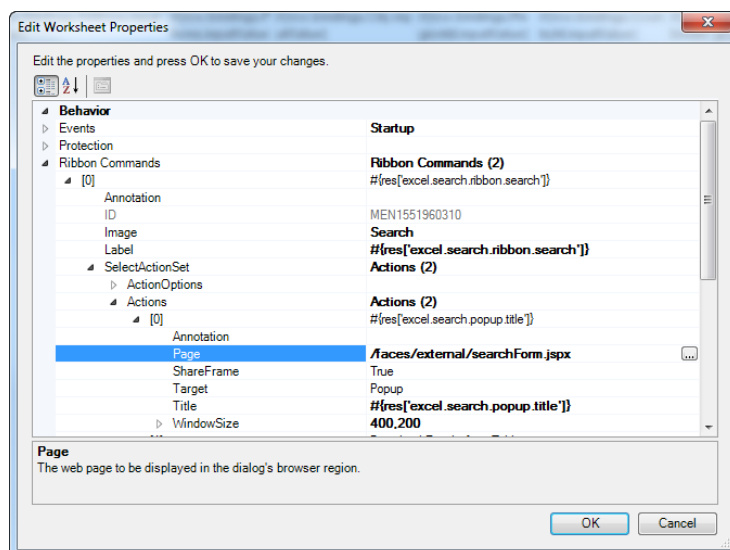 Edit Worksheet Properties
Edit the properties and press OK to save your changes.
Behavior
Events Startup
Protection
Ribbon Commands Ribbon Commands (2)
[0] #{res['excel.search.ribbon.search']}
Annotation
ID MEN1551960310
Image Search
Label #{res['excel.search.ribbon.search']}
SelectActionSet Actions (2)
ActionOptions
Actions Actions (2)
[0] #{res['excel.search.popup.title']}
Annotation
Page /faces/external/searchForm.jspx ...
ShareFrame True
Target Popup
Title #{res['excel.search.popup.title']}
WindowSize 400,200
Page
The web page to be displayed in the dialog's browser region.
OK Cancel